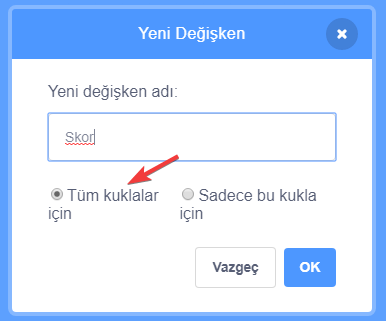 Yeni Değişken
Yeni değişken adı:
Skor
Tüm kuklalar için
Sadece bu kukla için
Vazgeç
OK